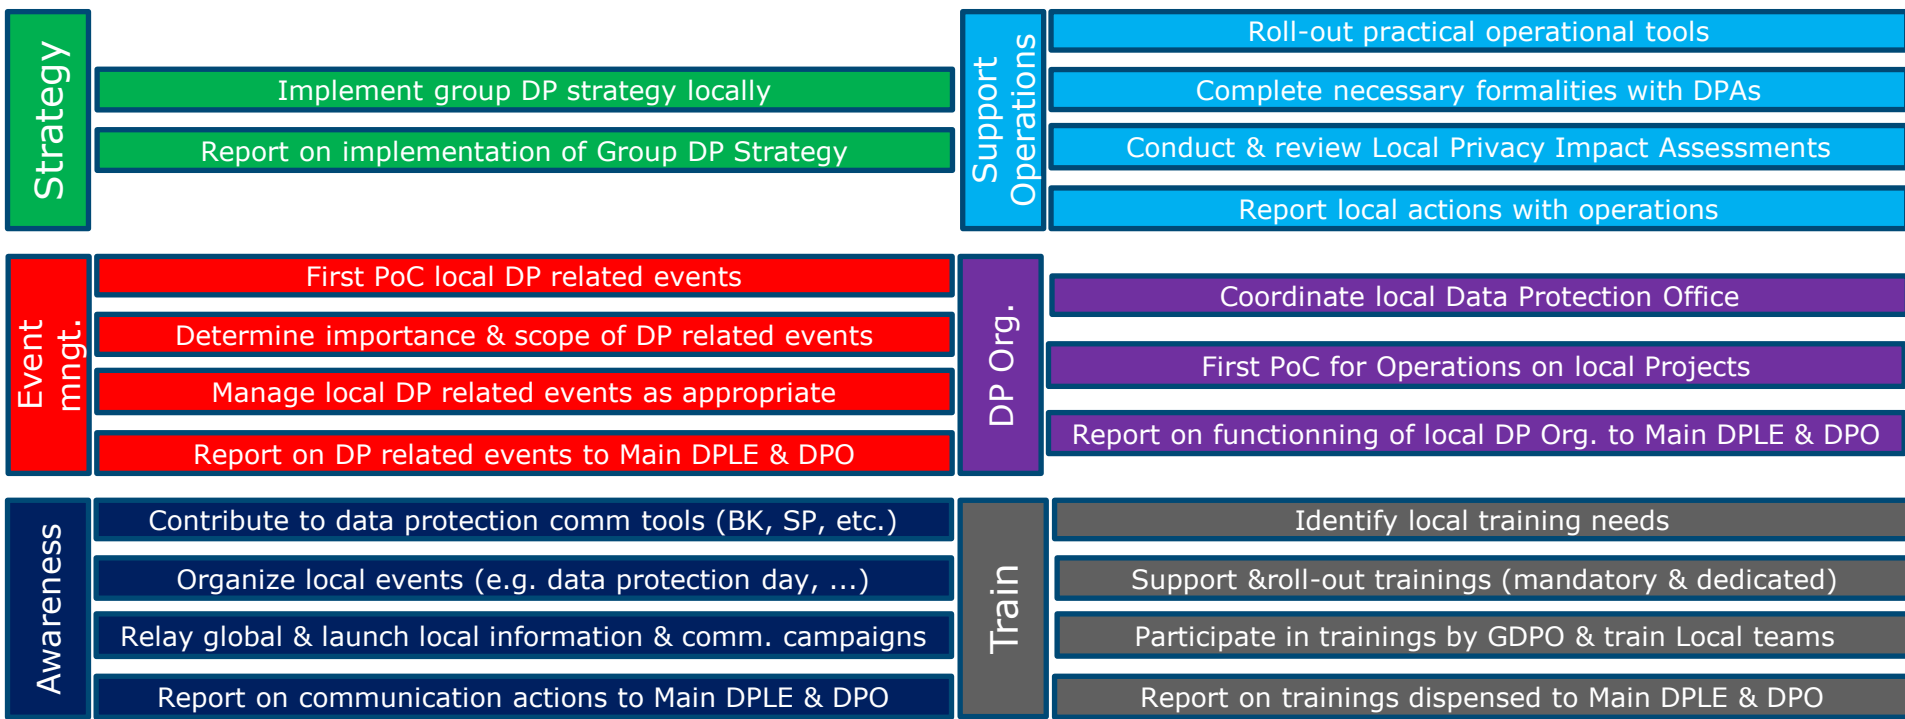 Strategy
Implement group DP strategy locally
Report on implementation of Group DP Strategy
Support
Operations
Roll-out practical operational tools
Complete necessary formalities with DPAs
Conduct & review Local Privacy Impact Assessments
Report local actions with operations
Event
mngt.
First PoC local DP related events
Determine importance & scope of DP related events
Manage local DP related events as appropriate
Report on DP related events to Main DPLE & DPO
DP Org.
Coordinate local Data Protection Office
First PoC for Operations on local Projects
Report on functionning of local DP Org. to Main DPLE & DPO
Awareness
Contribute to data protection comm tools (BK, SP, etc.)
Organize local events (e.g. data protection day, ...)
Relay global & launch local information & comm. campaigns
Report on communication actions to Main DPLE & DPO
Train
Identify local training needs
Support &roll-out trainings (mandatory & dedicated)
Participate in trainings by GDPO & train Local teams
Report on trainings dispensed to Main DPLE & DPO